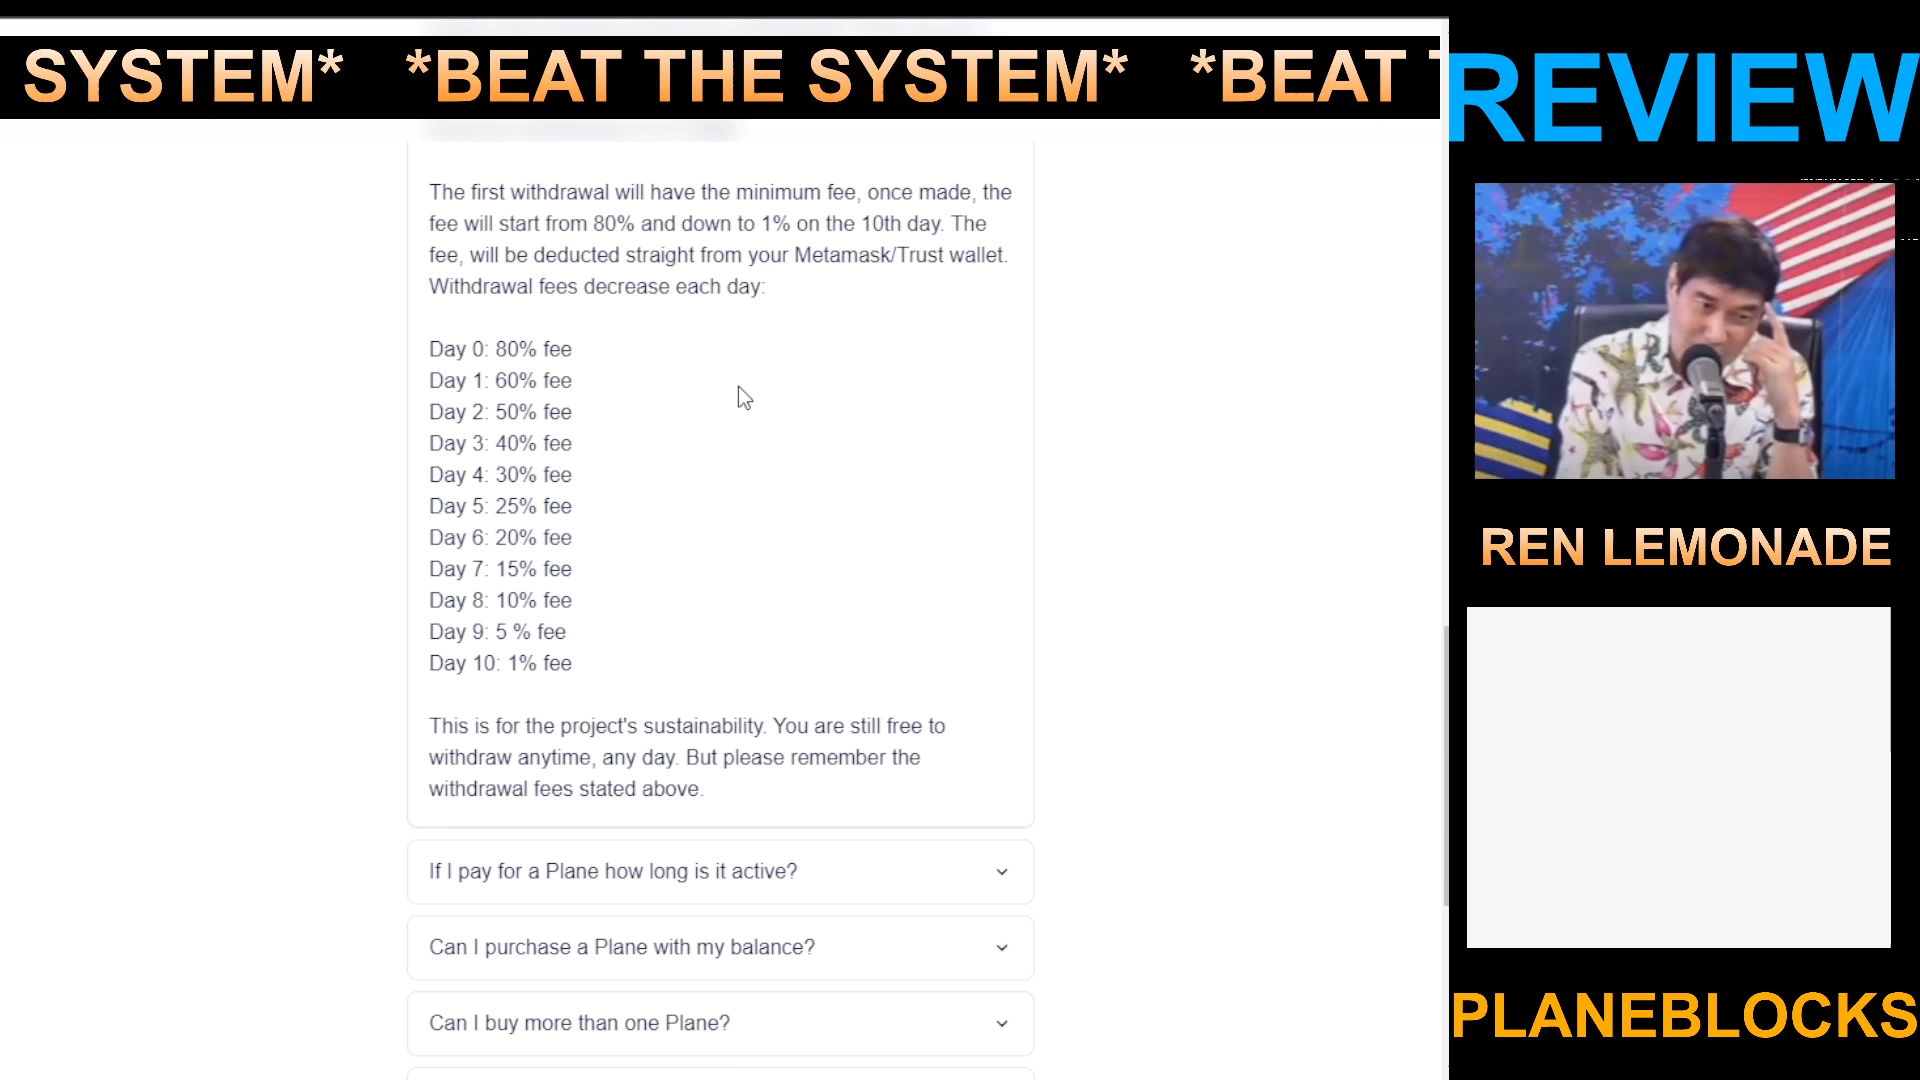 SYSTEM* *BEAT THE SYSTEM* *BEAT
REVIEW
The first withdrawal will have the minimum fee, once made, the
fee will start from 80% and down to 1% on the 10th day. The
fee, will be deducted straight from your Metamask/Trust wallet.
Withdrawal fees decrease each day:
Day 0: 80% fee
Day 1: 60% fee
Day 2: 50% fee
Day 3: 40% fee
Day 4: 30% fee
Day 5: 25% fee
Day 6: 20% fee
Day 7: 15% fee
Day 8: 10% fee
Day 9: 5 % fee
Day 10: 1% fee
This is for the project's sustainability. You are still free to
withdraw anytime, any day. But please remember the
withdrawal fees stated above.
If I pay for a Plane how long is it active?
Can I purchase a Plane with my balance?
Can I buy more than one Plane?
REN LEMONADE
PLANEBLOCKS